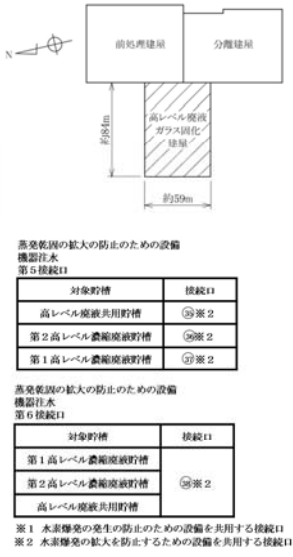 前処理建屋
分離建屋
N
約84m
高レベル廃液
ガラス固化
建屋
約59m
蒸発乾固の拡大の防止のための設備
機器注水
第5接続口
対象貯槽 接続口
高レベル廃液共用貯槽 ㉟※2
第2高レベル濃縮廃液貯槽 ㊱※2
第1高レベル濃縮廃液貯槽 ㊲※2
蒸発乾固の拡大の防止のための設備
機器注水
第6接続口
対象貯槽 接続口
第1高レベル濃縮廃液貯槽
第2高レベル濃縮廃液貯槽 ㊳※2
高レベル廃液共用貯槽
※1 水素爆発の発生の防止のための設備を共用する接続口
※2 水素爆発の拡大を防止するための設備を共用する接続口